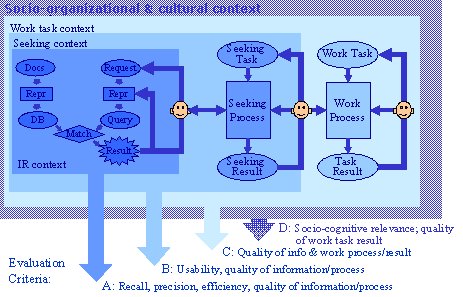 Socio-organizational & cultural context
Work task context
Seeking context
Docs
Request
Seeking
Task
Work Task
Repr
Repr
Seeking
Process
Work
Process
DB
Query
Match
Result
IR context
Seeking
Result
Task
Result
D: Socio-cognitive relevance; quality
of work task result
C: Quality of info & work process/result
Evaluation
Criteria:
B: Usability, quality of information/process
A: Recall, precision, efficiency, quality of information/process